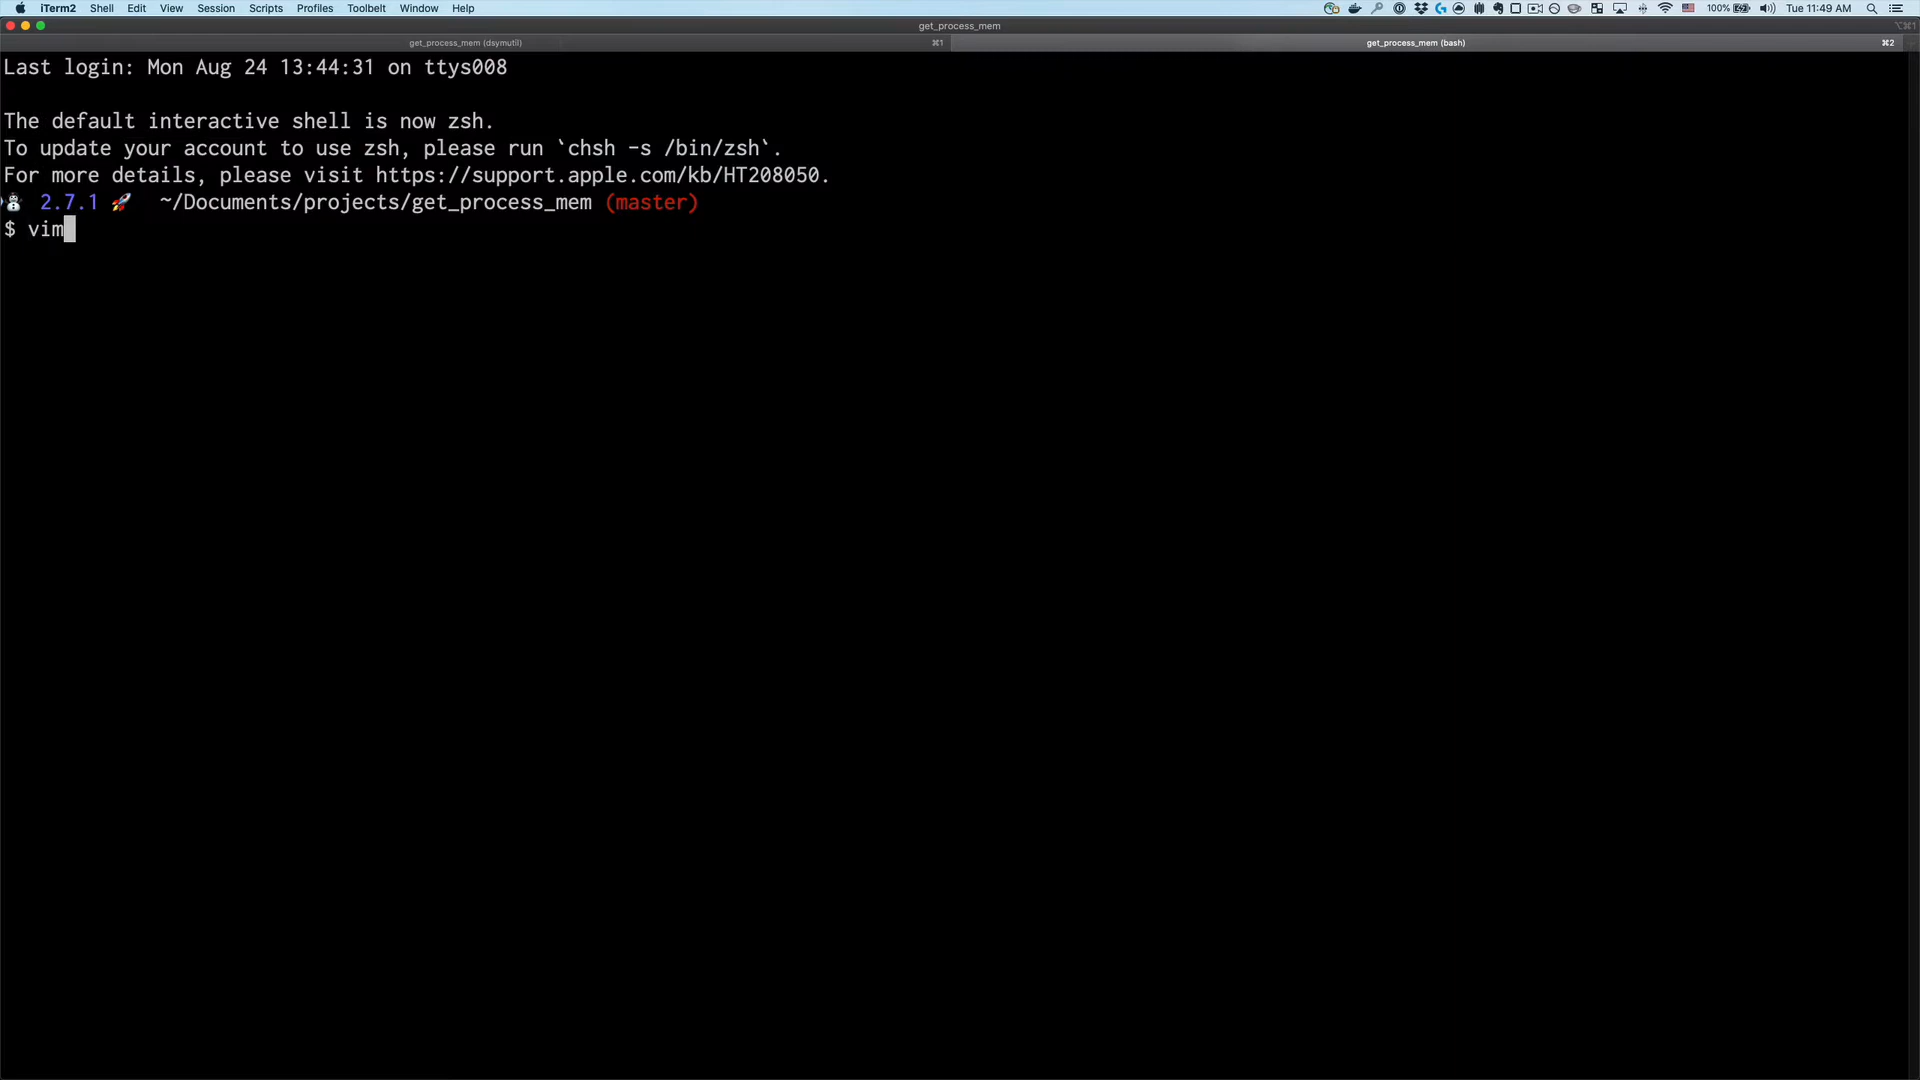 iTerm2 Shell Edit View Session Scripts Profiles Toolbelt Window Help 100% Tue 11:49 AM
get_process_mem ⌥⌘1
get_process_mem (dsymutil) ⌘1 get_process_mem (bash) ⌘2
Last login: Mon Aug 24 13:44:31 on ttys008
The default interactive shell is now zsh.
To update your account to use zsh, please run `chsh -s /bin/zsh`.
For more details, please visit https://support.apple.com/kb/HT208050.
⛄ 2.7.1 🚀 ~/Documents/projects/get_process_mem (master)
$ vim